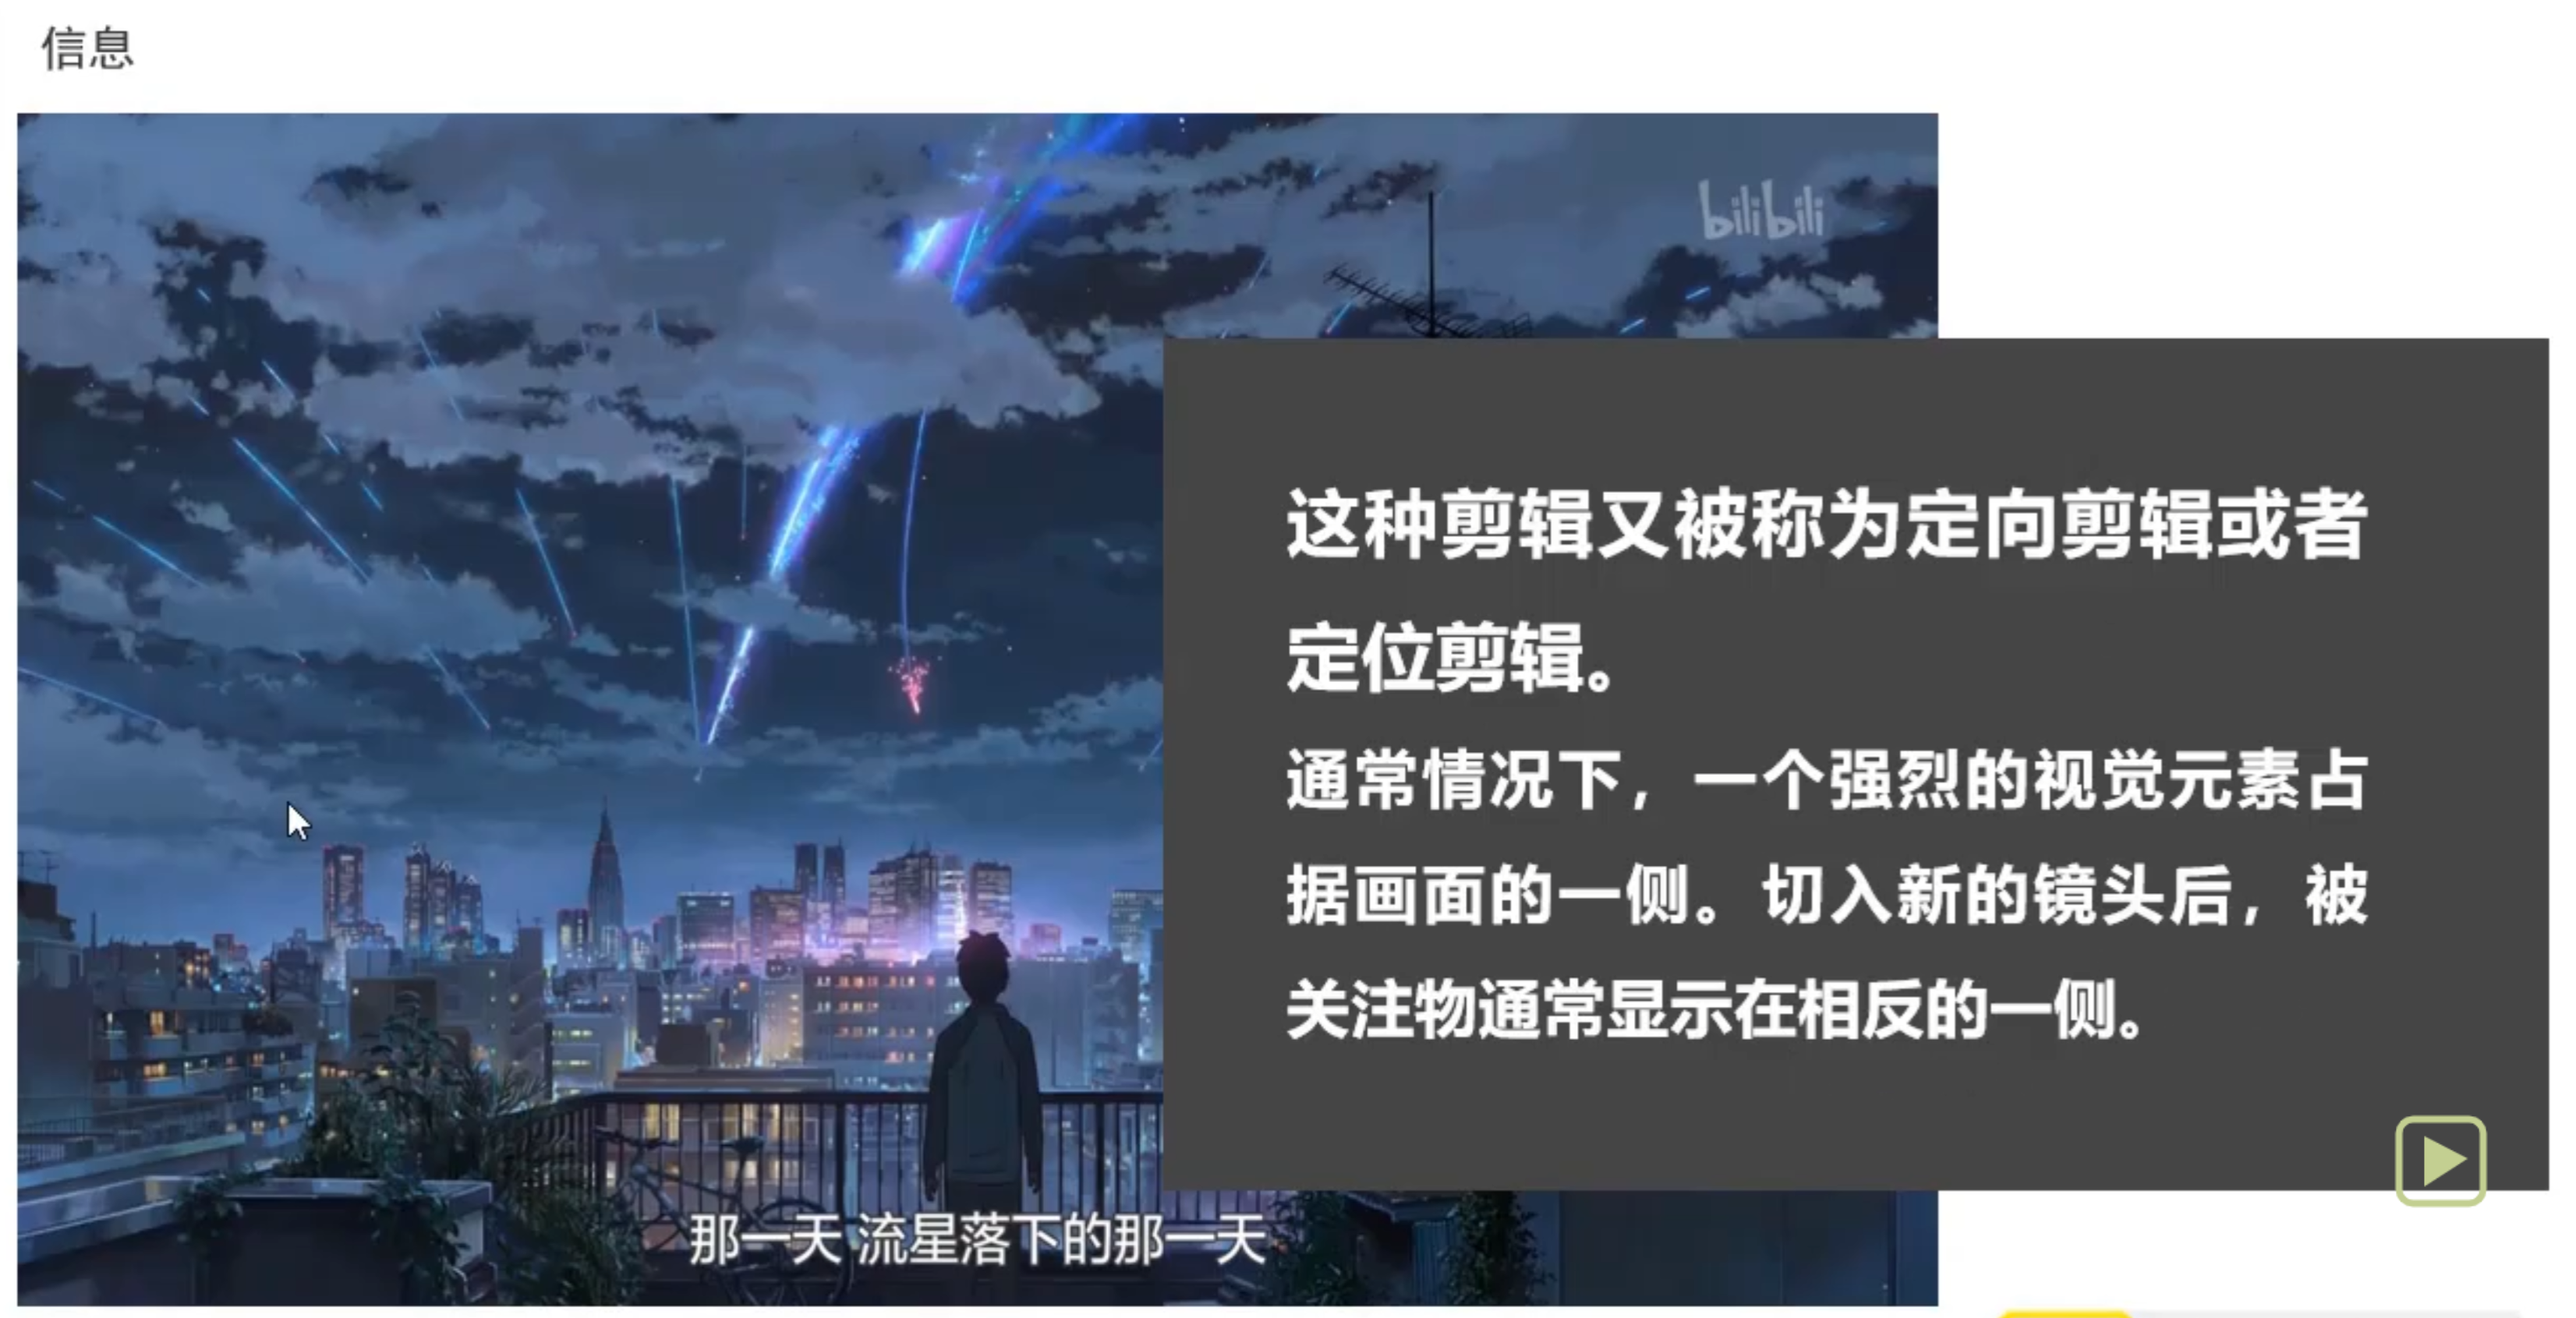 信息
bilibili
这种剪辑又被称为定向剪辑或者
定位剪辑。
通常情况下，一个强烈的视觉元素占
据画面的一侧。切入新的镜头后，被
关注物通常显示在相反的一侧。
那一天 流星落下的那一天